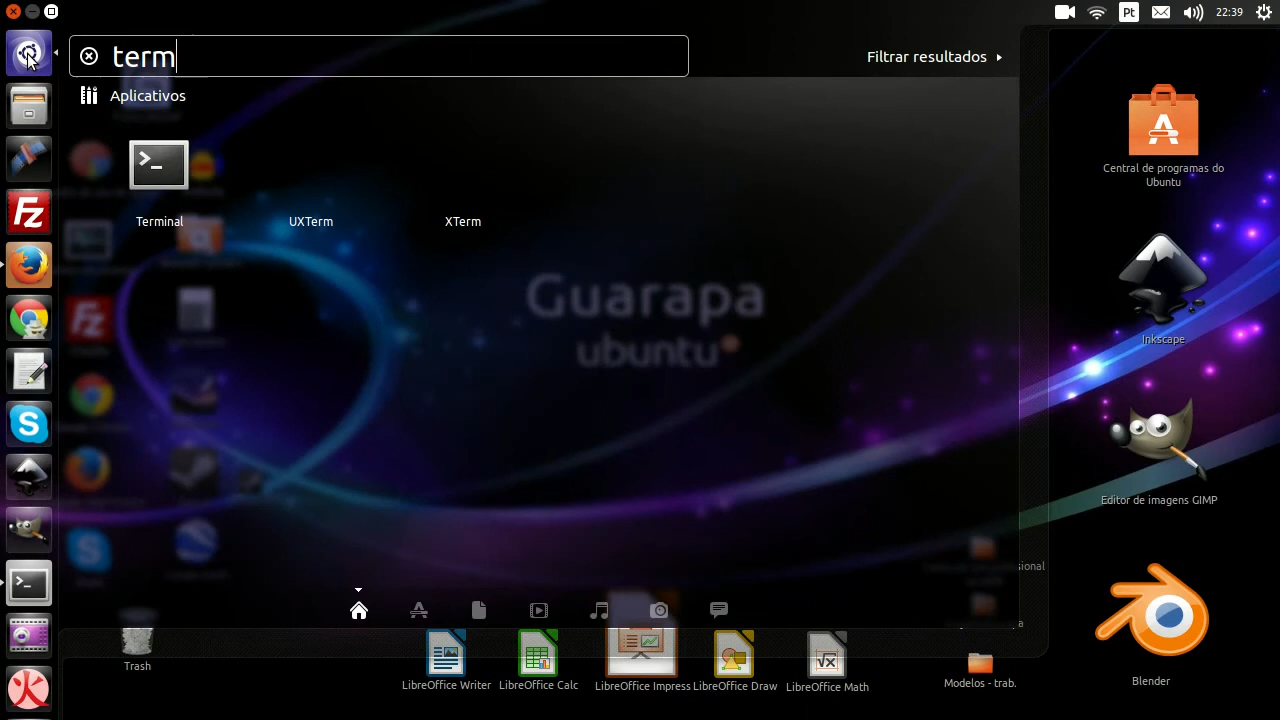 Pt
22:39
term
Filtrar resultados
Aplicativos
Terminal
UXTerm
XTerm
Guarapa
ubuntu
Central de programas do
Ubuntu
Inkscape
Editor de imagens GIMP
Blender
Trash
LibreOffice Writer
LibreOffice Calc
LibreOffice Impress
LibreOffice Draw
LibreOffice Math
Modelos - trab.